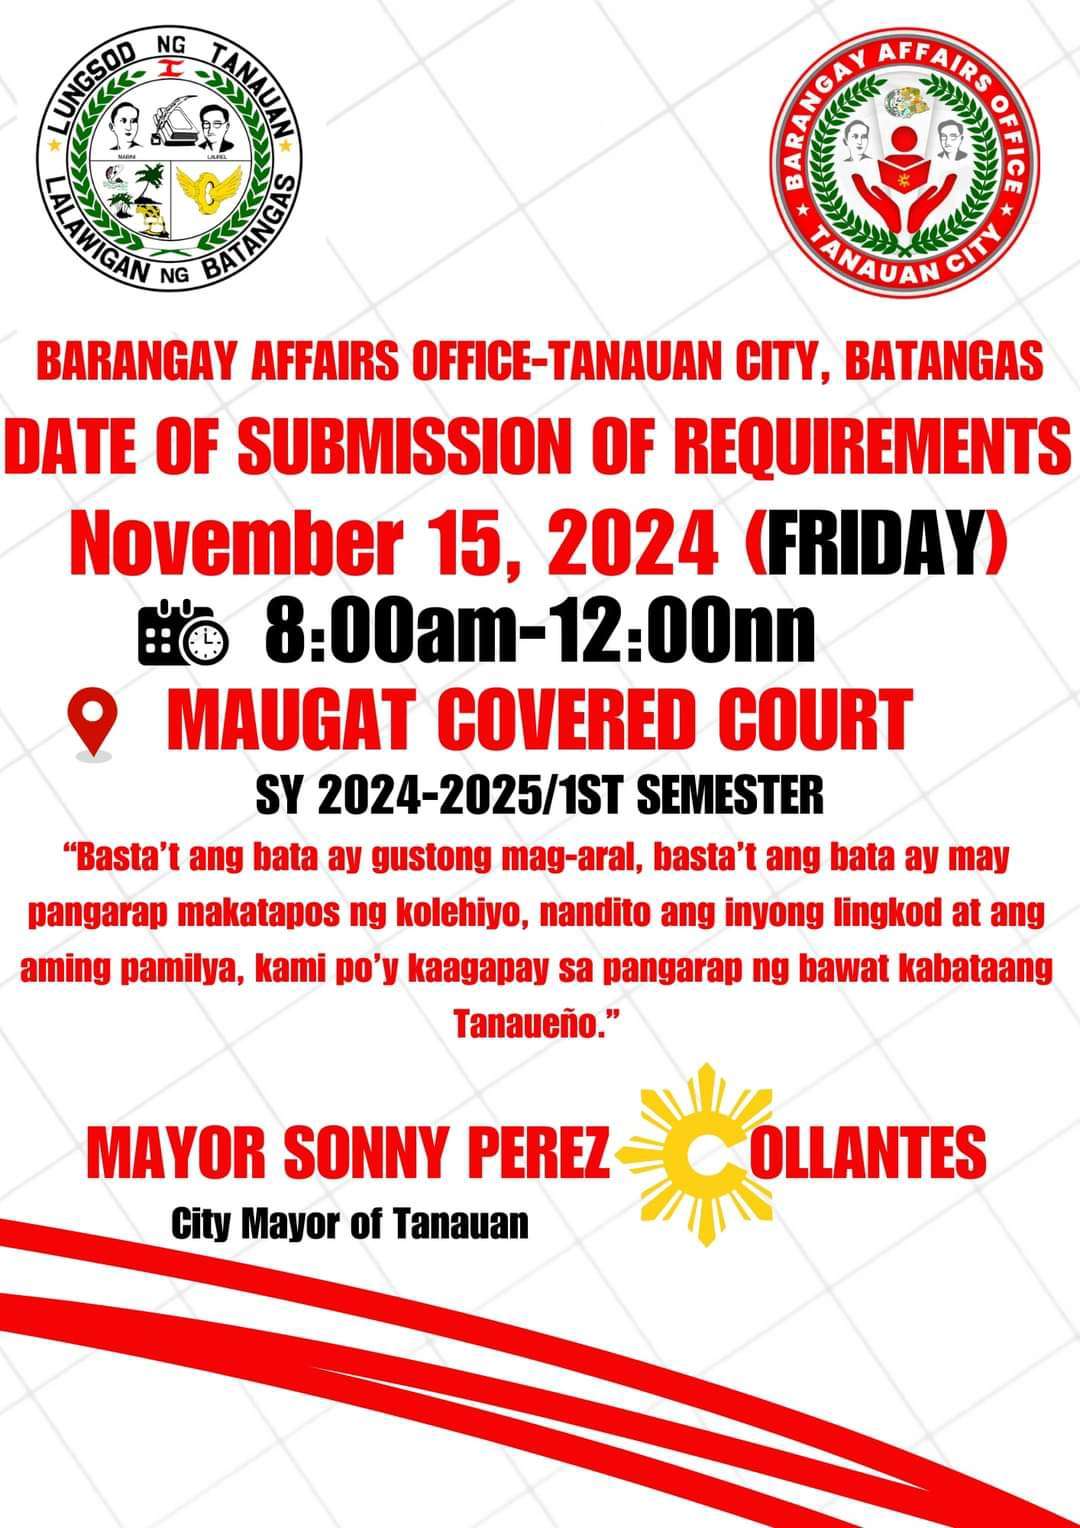 LUNGSOD NG TANAUAN
LALAWIGAN NG BATANGAS
MABINI
LAUREL
BARANGAY AFFAIRS OFFICE
TANAUAN CITY
BARANGAY AFFAIRS OFFICE-TANAUAN CITY, BATANGAS
DATE OF SUBMISSION OF REQUIREMENTS
November 15, 2024 (FRIDAY)
8:00am-12:00nn
MAUGAT COVERED COURT
SY 2024-2025/1ST SEMESTER
“Basta’t ang bata ay gustong mag-aral, basta’t ang bata ay may
pangarap makatapos ng kolehiyo, nandito ang inyong lingkod at ang
aming pamilya, kami po’y kaagapay sa pangarap ng bawat kabataang
Tanaueño.”
MAYOR SONNY PEREZ COLLANTES
City Mayor of Tanauan